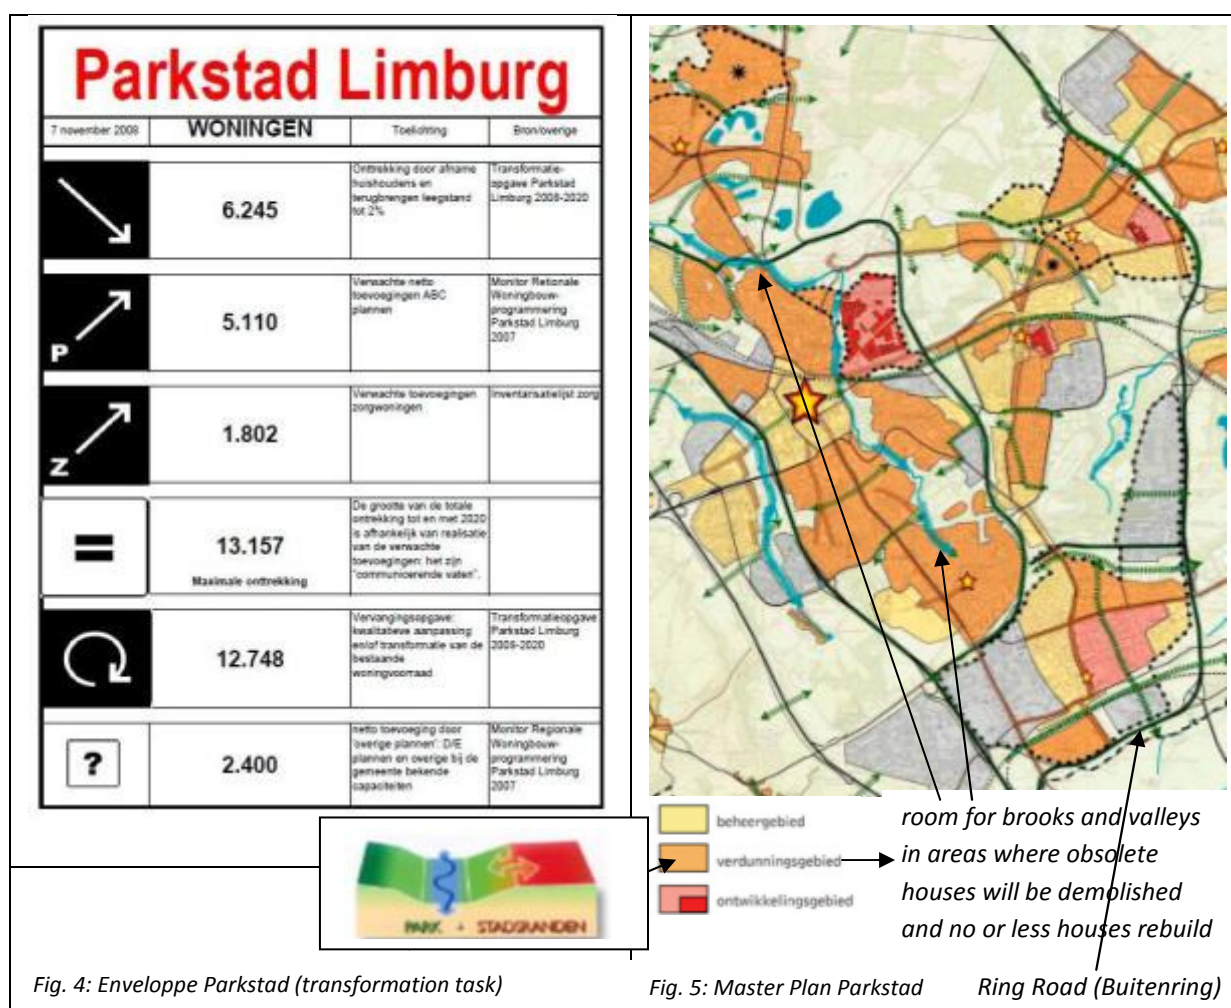 Parkstad Limburg
7 november 2008 WONINGEN Toelichting Bron/overige
6.245
Onttrekking door afname
huishoudens en
terugbrengen leegstand
tot 2%
Transformatie-
opgave Parkstad
Limburg 2008-2020
P
5.110
Verwachte netto
toevoegingen ABC
plannen
Monitor Retionale
Woningbouw-
programmering
Parkstad Limburg
2007
Z
1.802
Verwachte toevoegingen
zorgwoningen
Inventarisatielijst zorg
=
13.157
Maximale onttrekking
De grootte van de totale
ontrekking tot en met 2020
is afhankelijk van realisatie
van de verwachte
toevoegingen: het zijn
"communicerende vaten".
12.748
Vervangingsopgave:
kwalitatieve aanpassing
en/of transformatie van de
bestaande
woningvoorraad
Transformatieopgave
Parkstad Limburg
2008-2020
?
2.400
netto toevoeging door
'overige plannen': D/E
plannen en overige bij de
gemeente bekende
capaciteiten
Monitor Regionale
Woningbouw-
programmering
Parkstad Limburg
2007
PARK + STADSRANDEN
Fig. 4: Enveloppe Parkstad (transformation task)
beheergebied
verdunningsgebied
ontwikkelingsgebied
room for brooks and valleys
in areas where obsolete
houses will be demolished
and no or less houses rebuild
Fig. 5: Master Plan Parkstad
Ring Road (Buitenring)